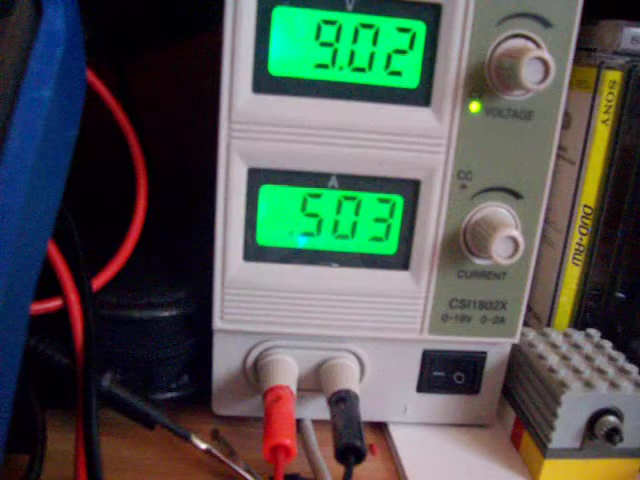 V
9.02
VOLTAGE
A
.503
CC
CURRENT
CSI1802X
0-18V 0-2A
SONY
DVD-RW